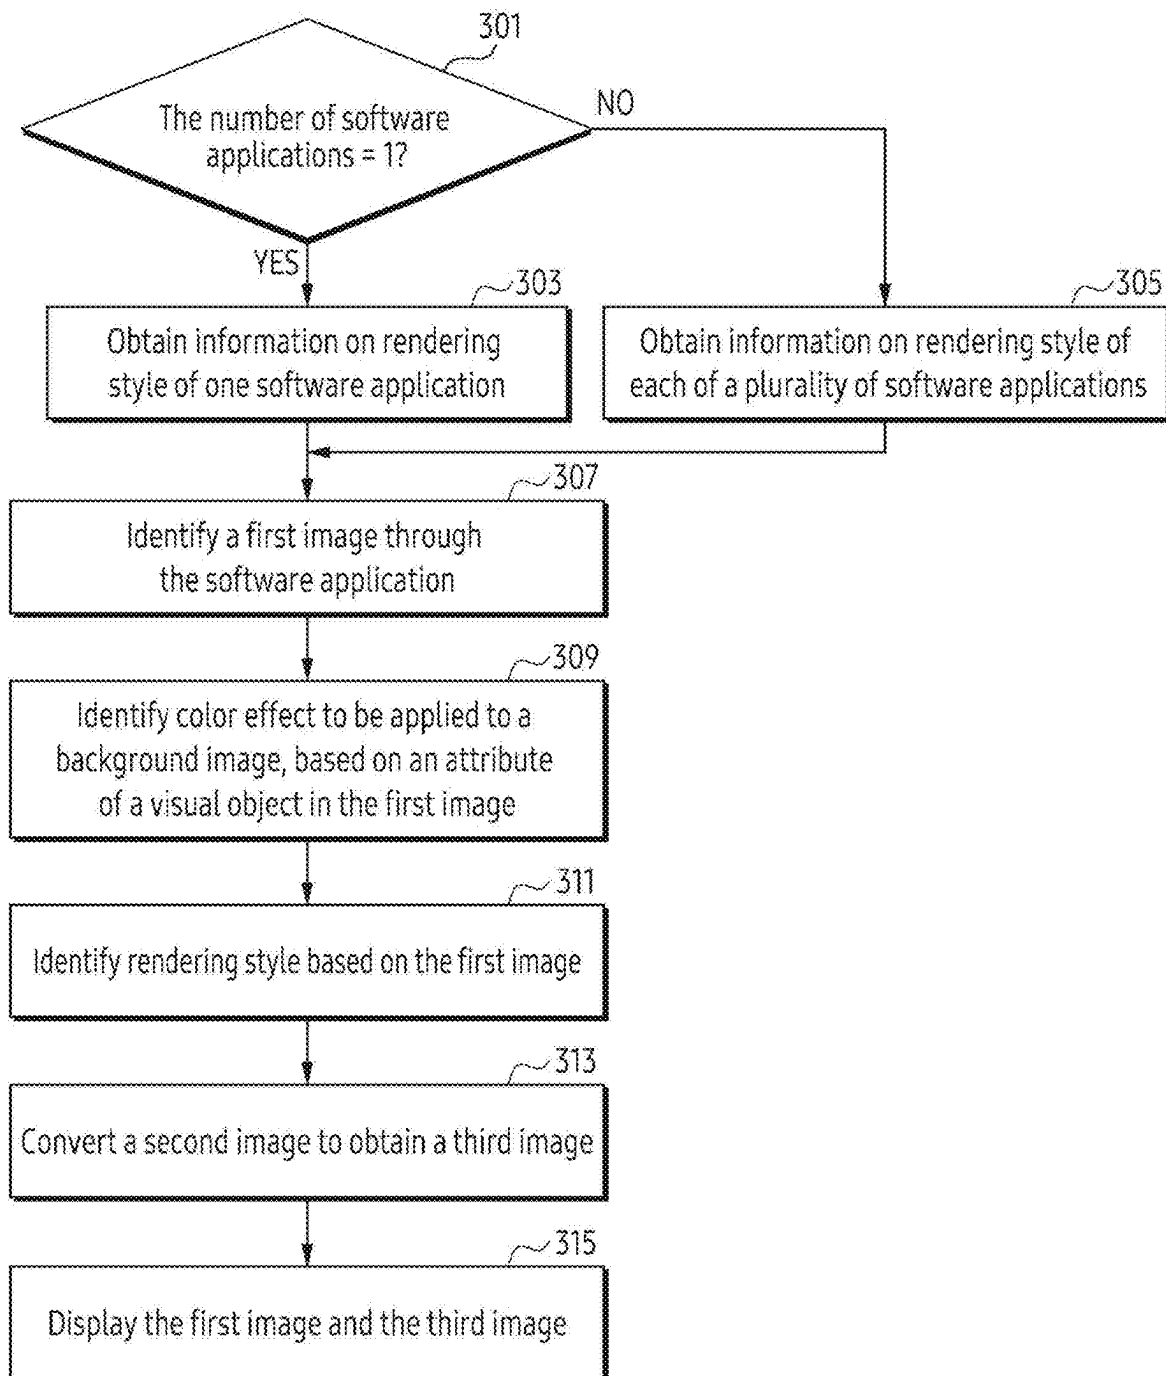 301
The number of software
applications = 1?
NO
YES
303
Obtain information on rendering
style of one software application
305
Obtain information on rendering style of
each of a plurality of software applications
307
Identify a first image through
the software application
309
Identify color effect to be applied to a
background image, based on an attribute
of a visual object in the first image
311
Identify rendering style based on the first image
313
Convert a second image to obtain a third image
315
Display the first image and the third image